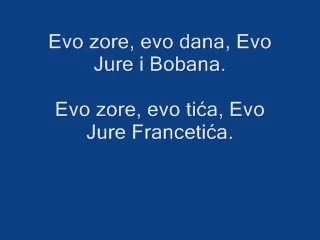 Evo zore, evo dana, Evo
Jure i Bobana.
Evo zore, evo tića, Evo
Jure Francetića.